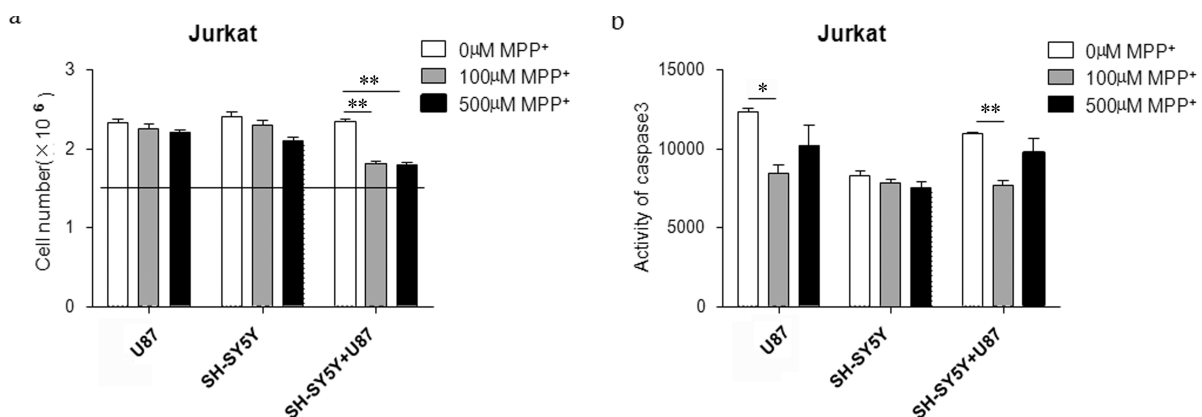 a
Jurkat
0μM MPP⁺
100μM MPP⁺
500μM MPP⁺
Cell number(×10 ⁶)
3
2
1
0
**
**
U87
SH-SY5Y
SH-SY5Y+U87
b
Jurkat
0μM MPP⁺
100μM MPP⁺
500μM MPP⁺
Activity of caspase3
15000
10000
5000
0
*
**
U87
SH-SY5Y
SH-SY5Y+U87